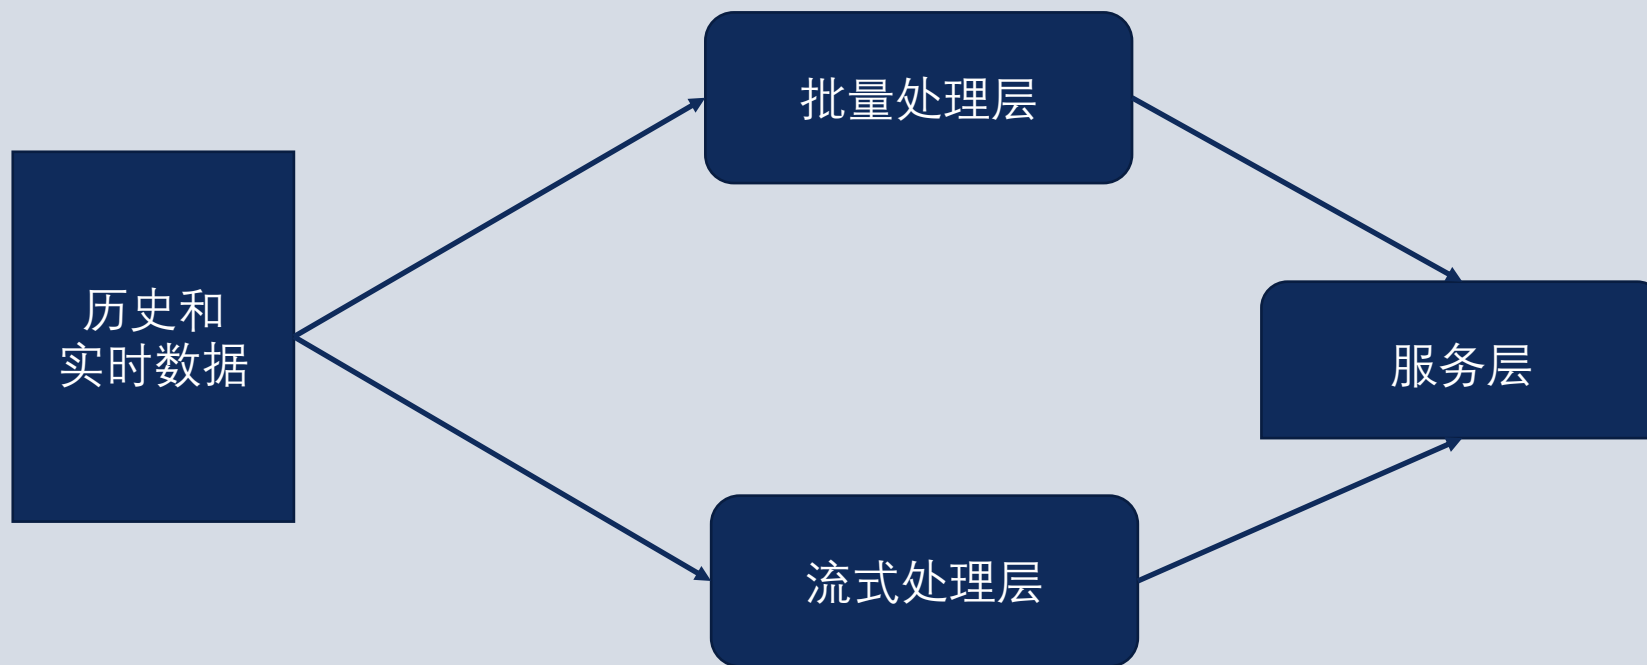 批量处理层
历史和
实时数据
服务层
流式处理层